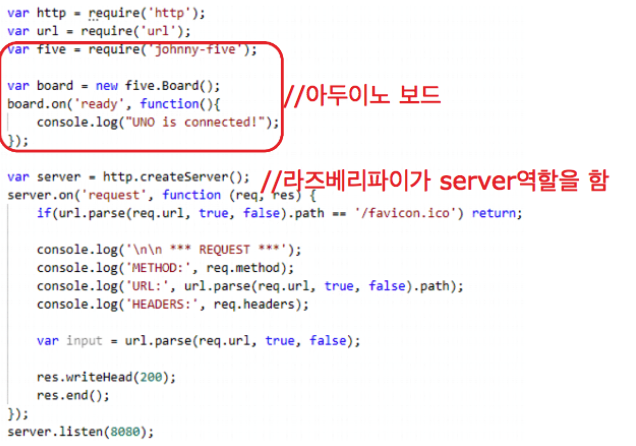 var http = require('http');
var url = require('url');
var five = require('johnny-five');
var board = new five.Board();
board.on('ready', function(){
    console.log("UNO is connected!");
});
//아두이노 보드
var server = http.createServer(); //라즈베리파이가 server역할을 함
server.on('request', function (req, res) {
    if(url.parse(req.url, true, false).path == '/favicon.ico') return;
    console.log('\n\n *** REQUEST ***');
    console.log('METHOD:', req.method);
    console.log('URL:', url.parse(req.url, true, false).path);
    console.log('HEADERS:', req.headers);
    var input = url.parse(req.url, true, false);
    res.writeHead(200);
    res.end();
});
server.listen(8080);